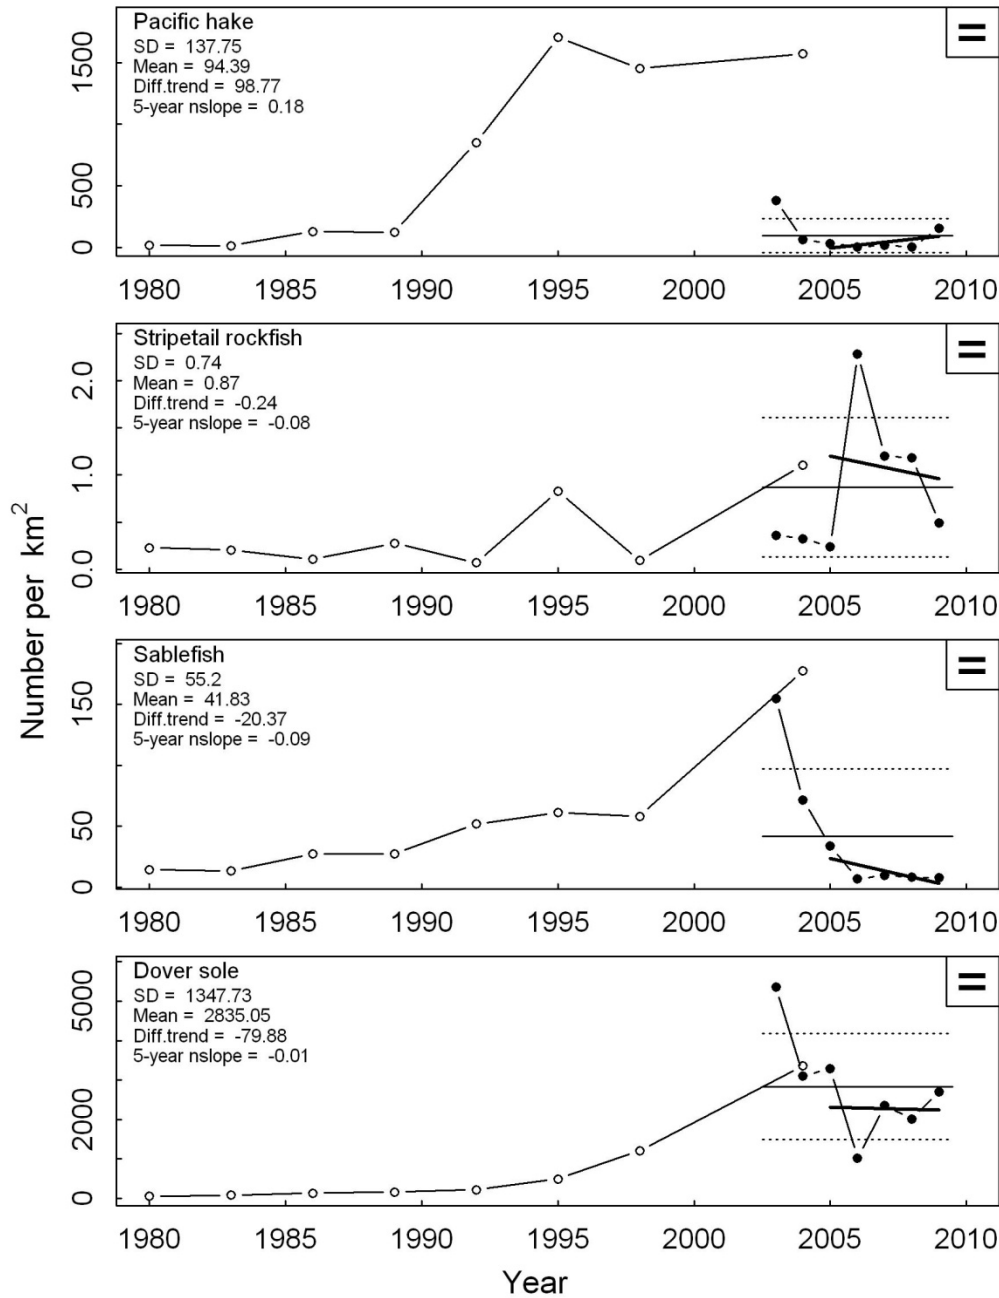 Pacific hake
SD = 137.75
Mean = 94.39
Diff.trend = 98.77
5-year nslope = 0.18
=
1500
500
0
1980 1985 1990 1995 2000 2005 2010
Stripetail rockfish
SD = 0.74
Mean = 0.87
Diff.trend = -0.24
5-year nslope = -0.08
=
2.0
1.0
0.0
1980 1985 1990 1995 2000 2005 2010
Number per km²
Sablefish
SD = 55.2
Mean = 41.83
Diff.trend = -20.37
5-year nslope = -0.09
=
150
50
0
1980 1985 1990 1995 2000 2005 2010
Dover sole
SD = 1347.73
Mean = 2835.05
Diff.trend = -79.88
5-year nslope = -0.01
=
5000
2000
0
1980 1985 1990 1995 2000 2005 2010
Year